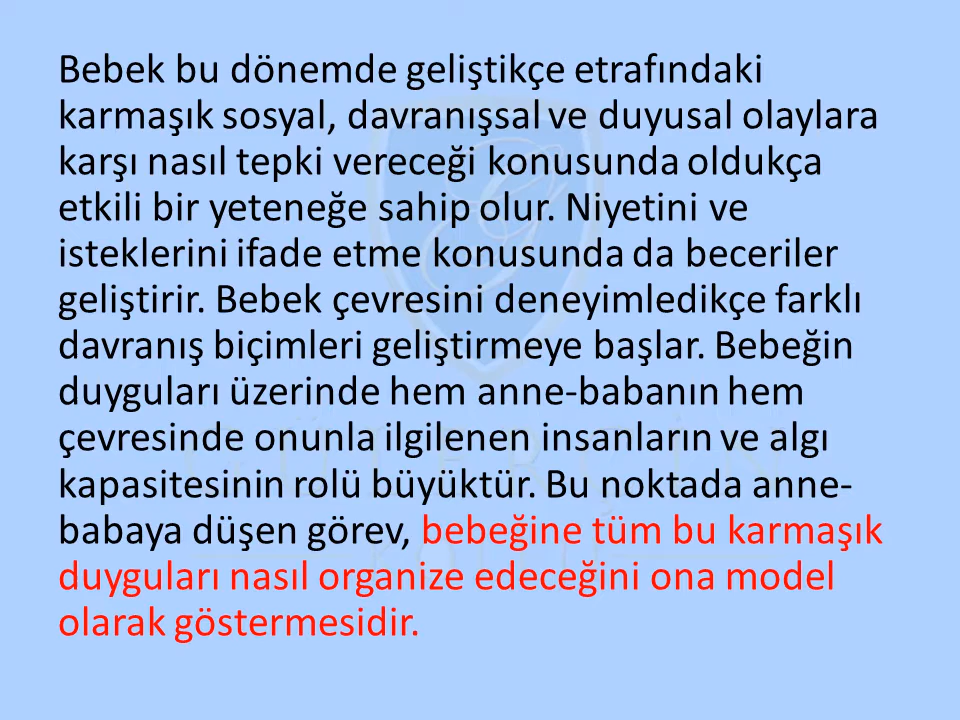 Bebek bu dönemde geliştikçe etrafındaki
karmaşık sosyal, davranışsal ve duyusal olaylara
karşı nasıl tepki vereceği konusunda oldukça
etkili bir yeteneğe sahip olur. Niyetini ve
isteklerini ifade etme konusunda da beceriler
geliştirir. Bebek çevresini deneyimledikçe farklı
davranış biçimleri geliştirmeye başlar. Bebeğin
duyguları üzerinde hem anne-babanın hem
çevresinde onunla ilgilenen insanların ve algı
kapasitesinin rolü büyüktür. Bu noktada anne-
babaya düşen görev, bebeğine tüm bu karmaşık
duyguları nasıl organize edeceğini ona model
olarak göstermesidir.